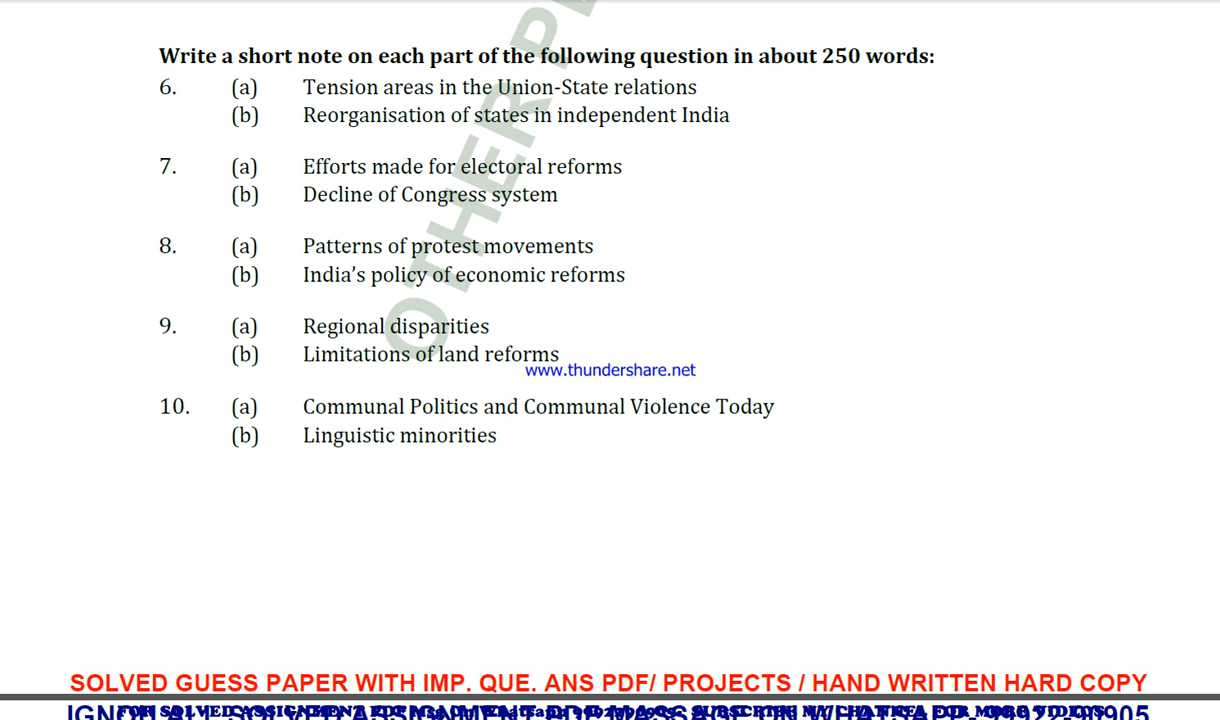 Write a short note on each part of the following question in about 250 words:
6. (a) Tension areas in the Union-State relations
(b) Reorganisation of states in independent India
7. (a) Efforts made for electoral reforms
(b) Decline of Congress system
8. (a) Patterns of protest movements
(b) India's policy of economic reforms
9. (a) Regional disparities
(b) Limitations of land reforms
www.thundershare.net
10. (a) Communal Politics and Communal Violence Today
(b) Linguistic minorities
OTHER
SOLVED GUESS PAPER WITH IMP. QUE. ANS PDF/ PROJECTS / HAND WRITTEN HARD COPY